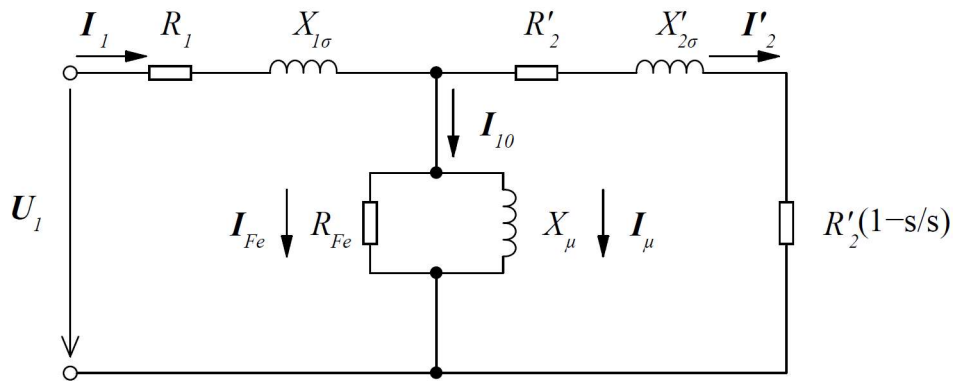 I1 R1 X1σ R′2 X′2σ I′2
I10
U1 IFe RFe Xμ Iμ R′2(1−s/s)